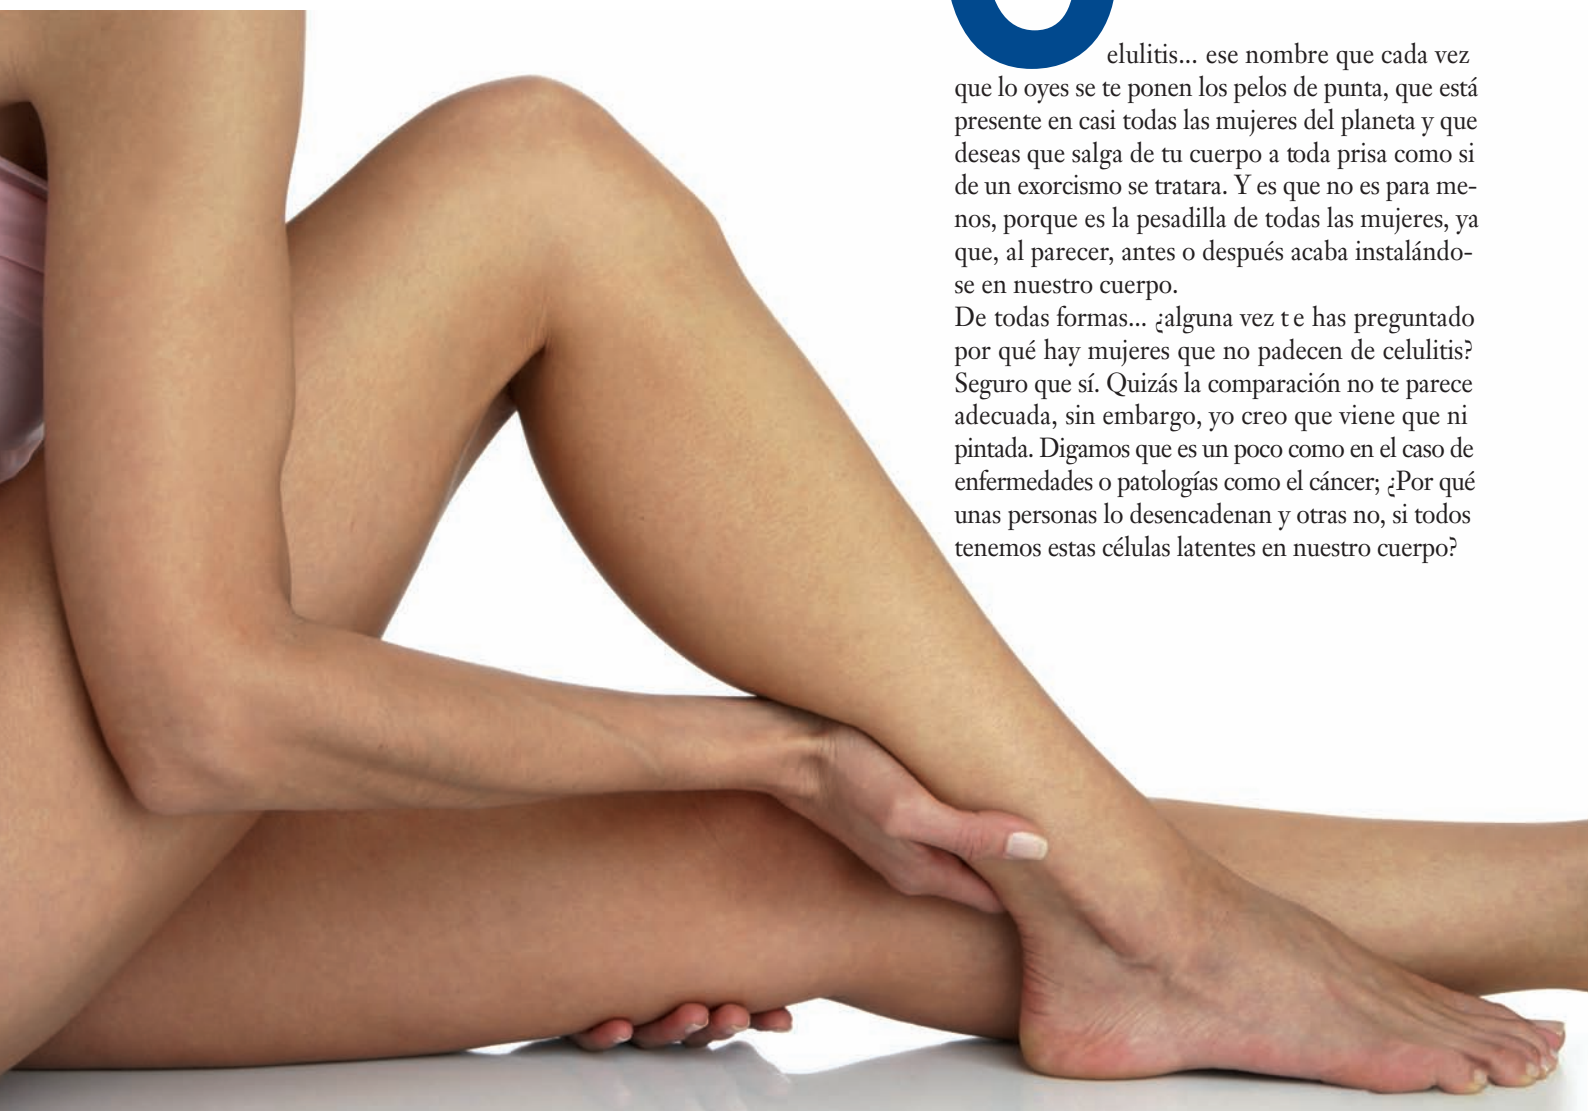 elulitis... ese nombre que cada vez
que lo oyes se te ponen los pelos de punta, que está
presente en casi todas las mujeres del planeta y que
deseas que salga de tu cuerpo a toda prisa como si
de un exorcismo se tratara. Y es que no es para me-
nos, porque es la pesadilla de todas las mujeres, ya
que, al parecer, antes o después acaba instalándo-
se en nuestro cuerpo.
De todas formas... ¿alguna vez te has preguntado
por qué hay mujeres que no padecen de celulitis?
Seguro que sí. Quizás la comparación no te parece
adecuada, sin embargo, yo creo que viene que ni
pintada. Digamos que es un poco como en el caso de
enfermedades o patologías como el cáncer; ¿Por qué
unas personas lo desencadenan y otras no, si todos
tenemos estas células latentes en nuestro cuerpo?